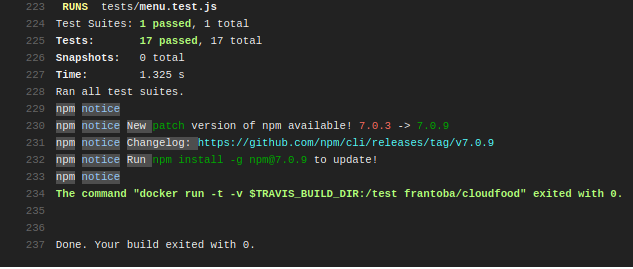 223 RUNS tests/menu.test.js
224 Test Suites: 1 passed, 1 total
225 Tests: 17 passed, 17 total
226 Snapshots: 0 total
227 Time: 1.325 s
228 Ran all test suites.
229 npm notice
230 npm notice New patch version of npm available! 7.0.3 -> 7.0.9
231 npm notice Changelog: https://github.com/npm/cli/releases/tag/v7.0.9
232 npm notice Run npm install -g npm@7.0.9 to update!
233 npm notice
234 The command "docker run -t -v $TRAVIS_BUILD_DIR:/test frantoba/cloudfood" exited with 0.
235
236
237 Done. Your build exited with 0.